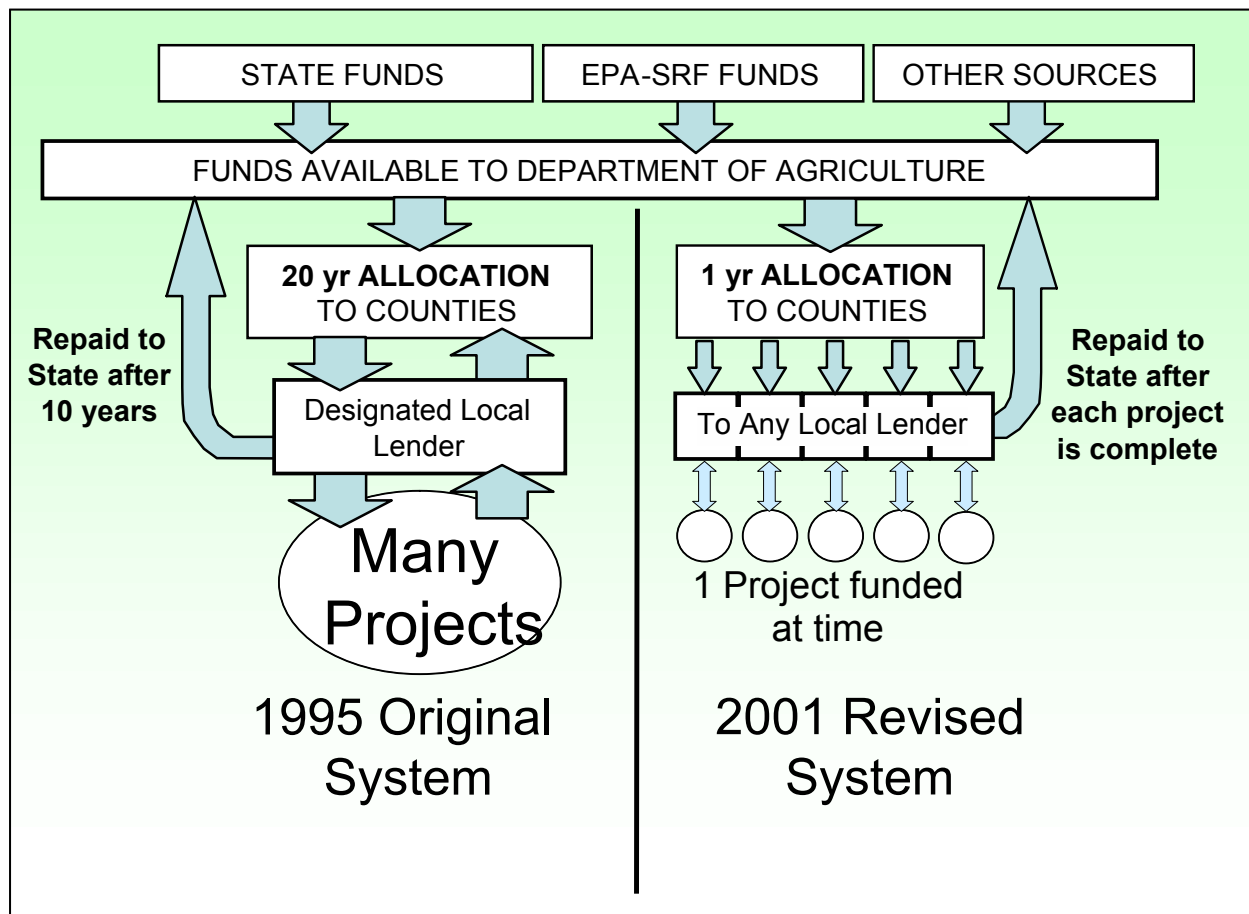 STATE FUNDS
EPA-SRF FUNDS
OTHER SOURCES
FUNDS AVAILABLE TO DEPARTMENT OF AGRICULTURE
20 yr ALLOCATION
TO COUNTIES
Repaid to
State after
10 years
Designated Local
Lender
Many
Projects
1995 Original
System
1 yr ALLOCATION
TO COUNTIES
To Any Local Lender
Repaid to
State after
each project
is complete
1 Project funded
at time
2001 Revised
System